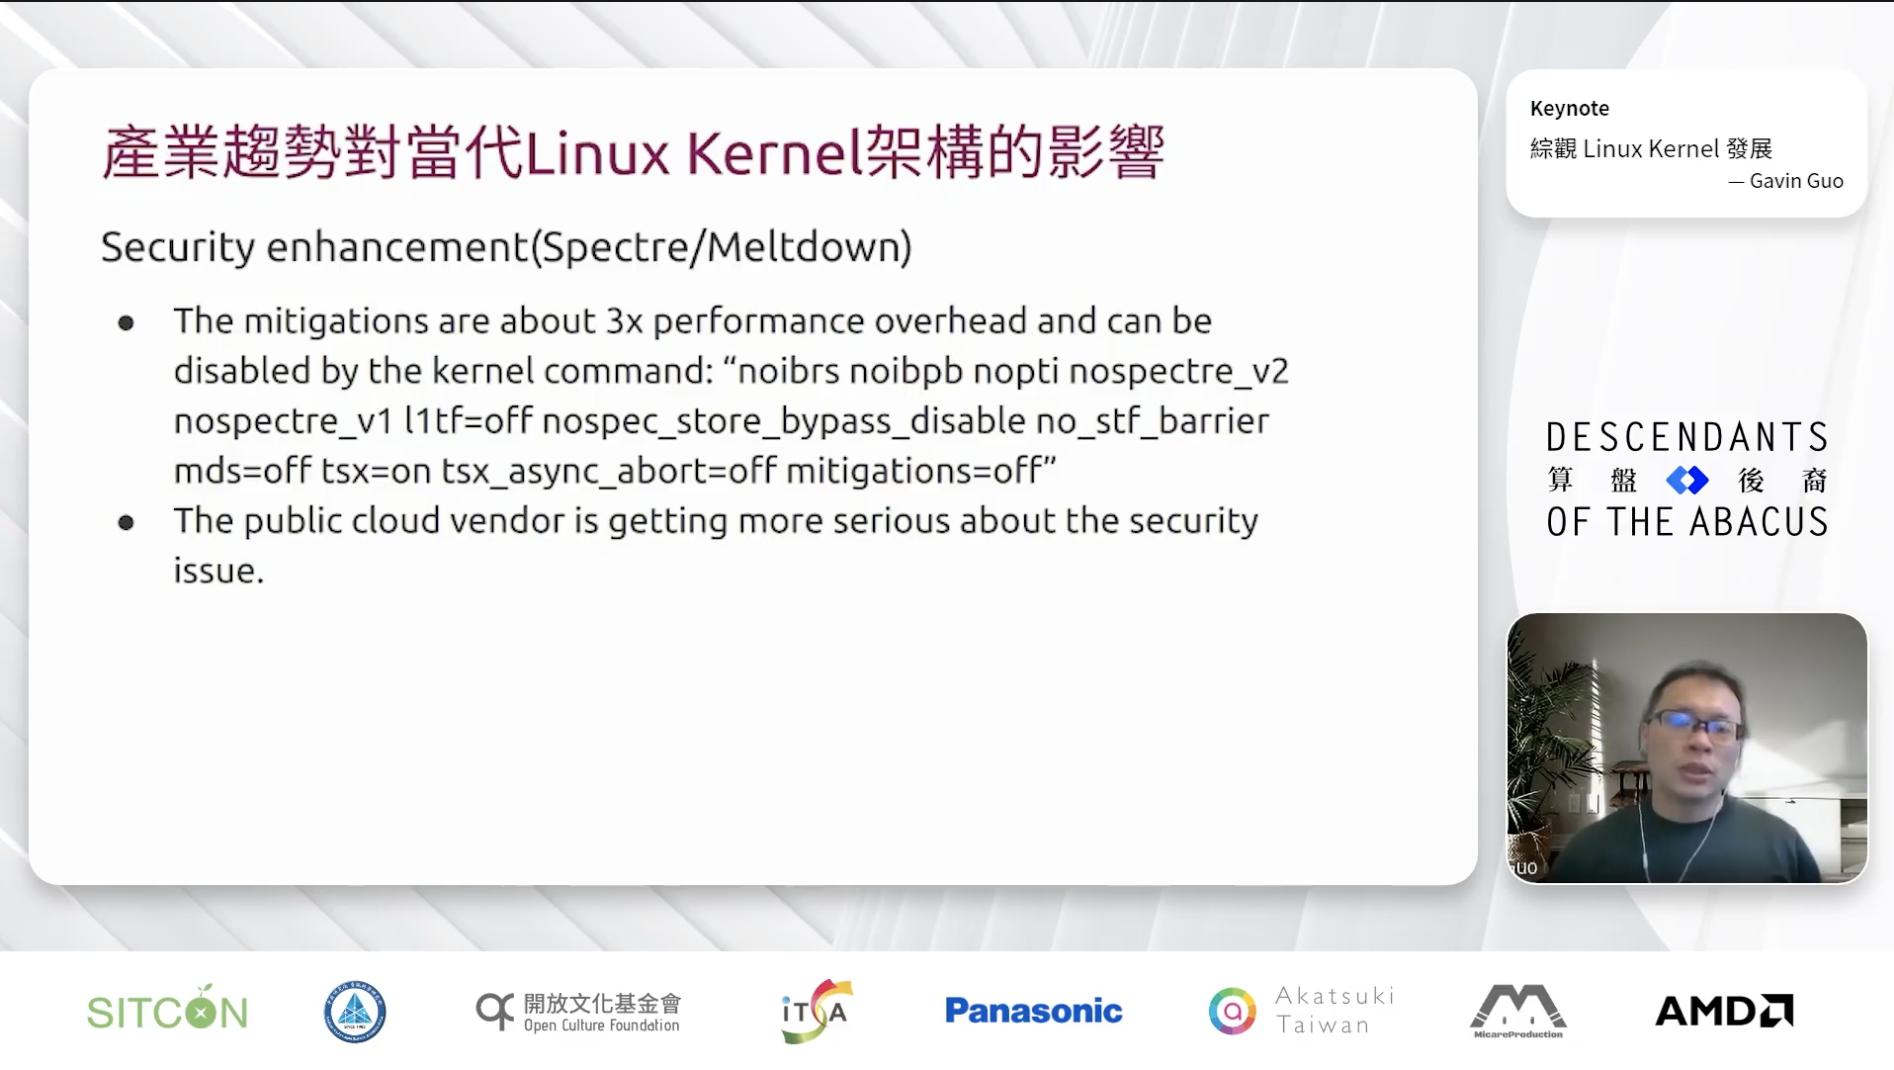 產業趨勢對當代Linux Kernel架構的影響
Security enhancement(Spectre/Meltdown)
● The mitigations are about 3x performance overhead and can be
disabled by the kernel command: “noibrs noibpb nopti nospectre_v2
nospectre_v1 l1tf=off nospec_store_bypass_disable no_stf_barrier
mds=off tsx=on tsx_async_abort=off mitigations=off”
● The public cloud vendor is getting more serious about the security
issue.
Keynote
綜觀 Linux Kernel 發展
— Gavin Guo
DESCENDANTS
算盤後裔
OF THE ABACUS
SITCON
開放文化基金會
Open Culture Foundation
iTSA
Panasonic
Akatsuki
Taiwan
MicareProduction
AMD